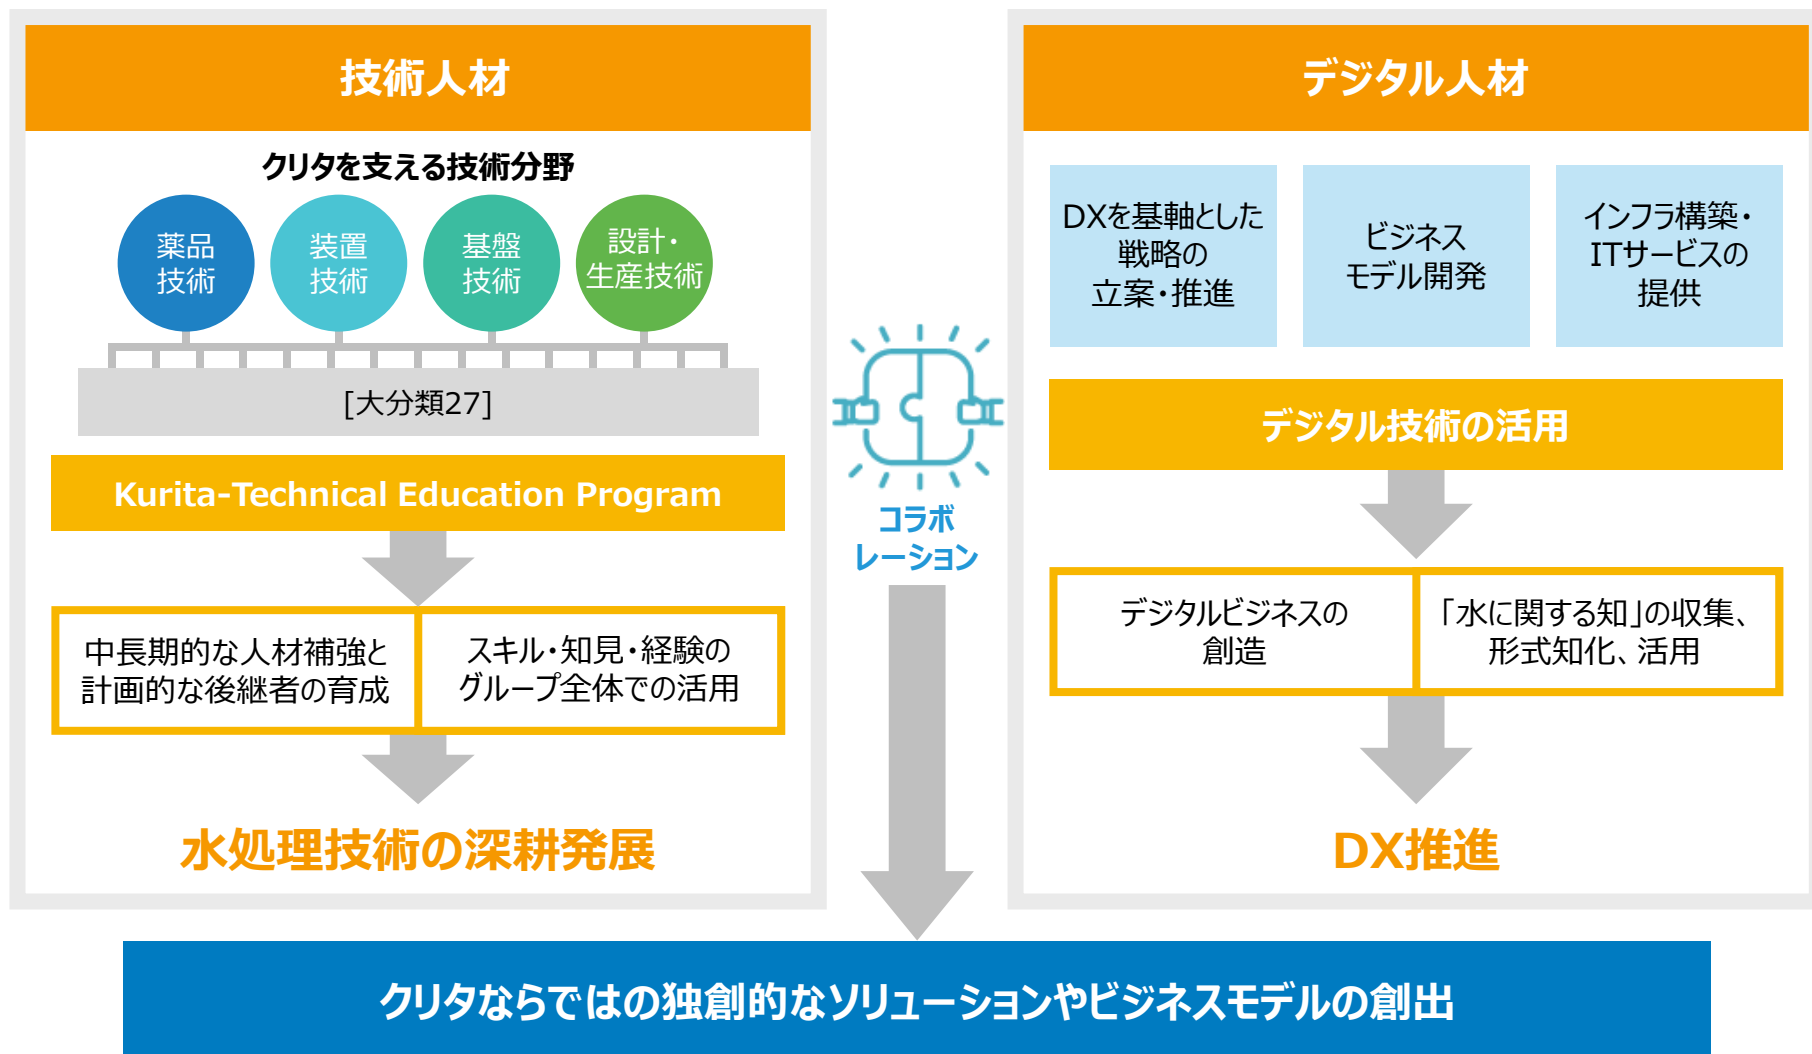 技術人材
クリタを支える技術分野
薬品
技術
装置
技術
基盤
技術
設計・
生産技術
[大分類27]
Kurita-Technical Education Program
中長期的な人材補強と
計画的な後継者の育成
スキル・知見・経験の
グループ全体での活用
水処理技術の深耕発展
コラボ
レーション
デジタル人材
DXを基軸とした
戦略の
立案・推進
ビジネス
モデル開発
インフラ構築・
ITサービスの
提供
デジタル技術の活用
デジタルビジネスの
創造
「水に関する知」の収集、
形式知化、活用
DX推進
クリタならではの独創的なソリューションやビジネスモデルの創出